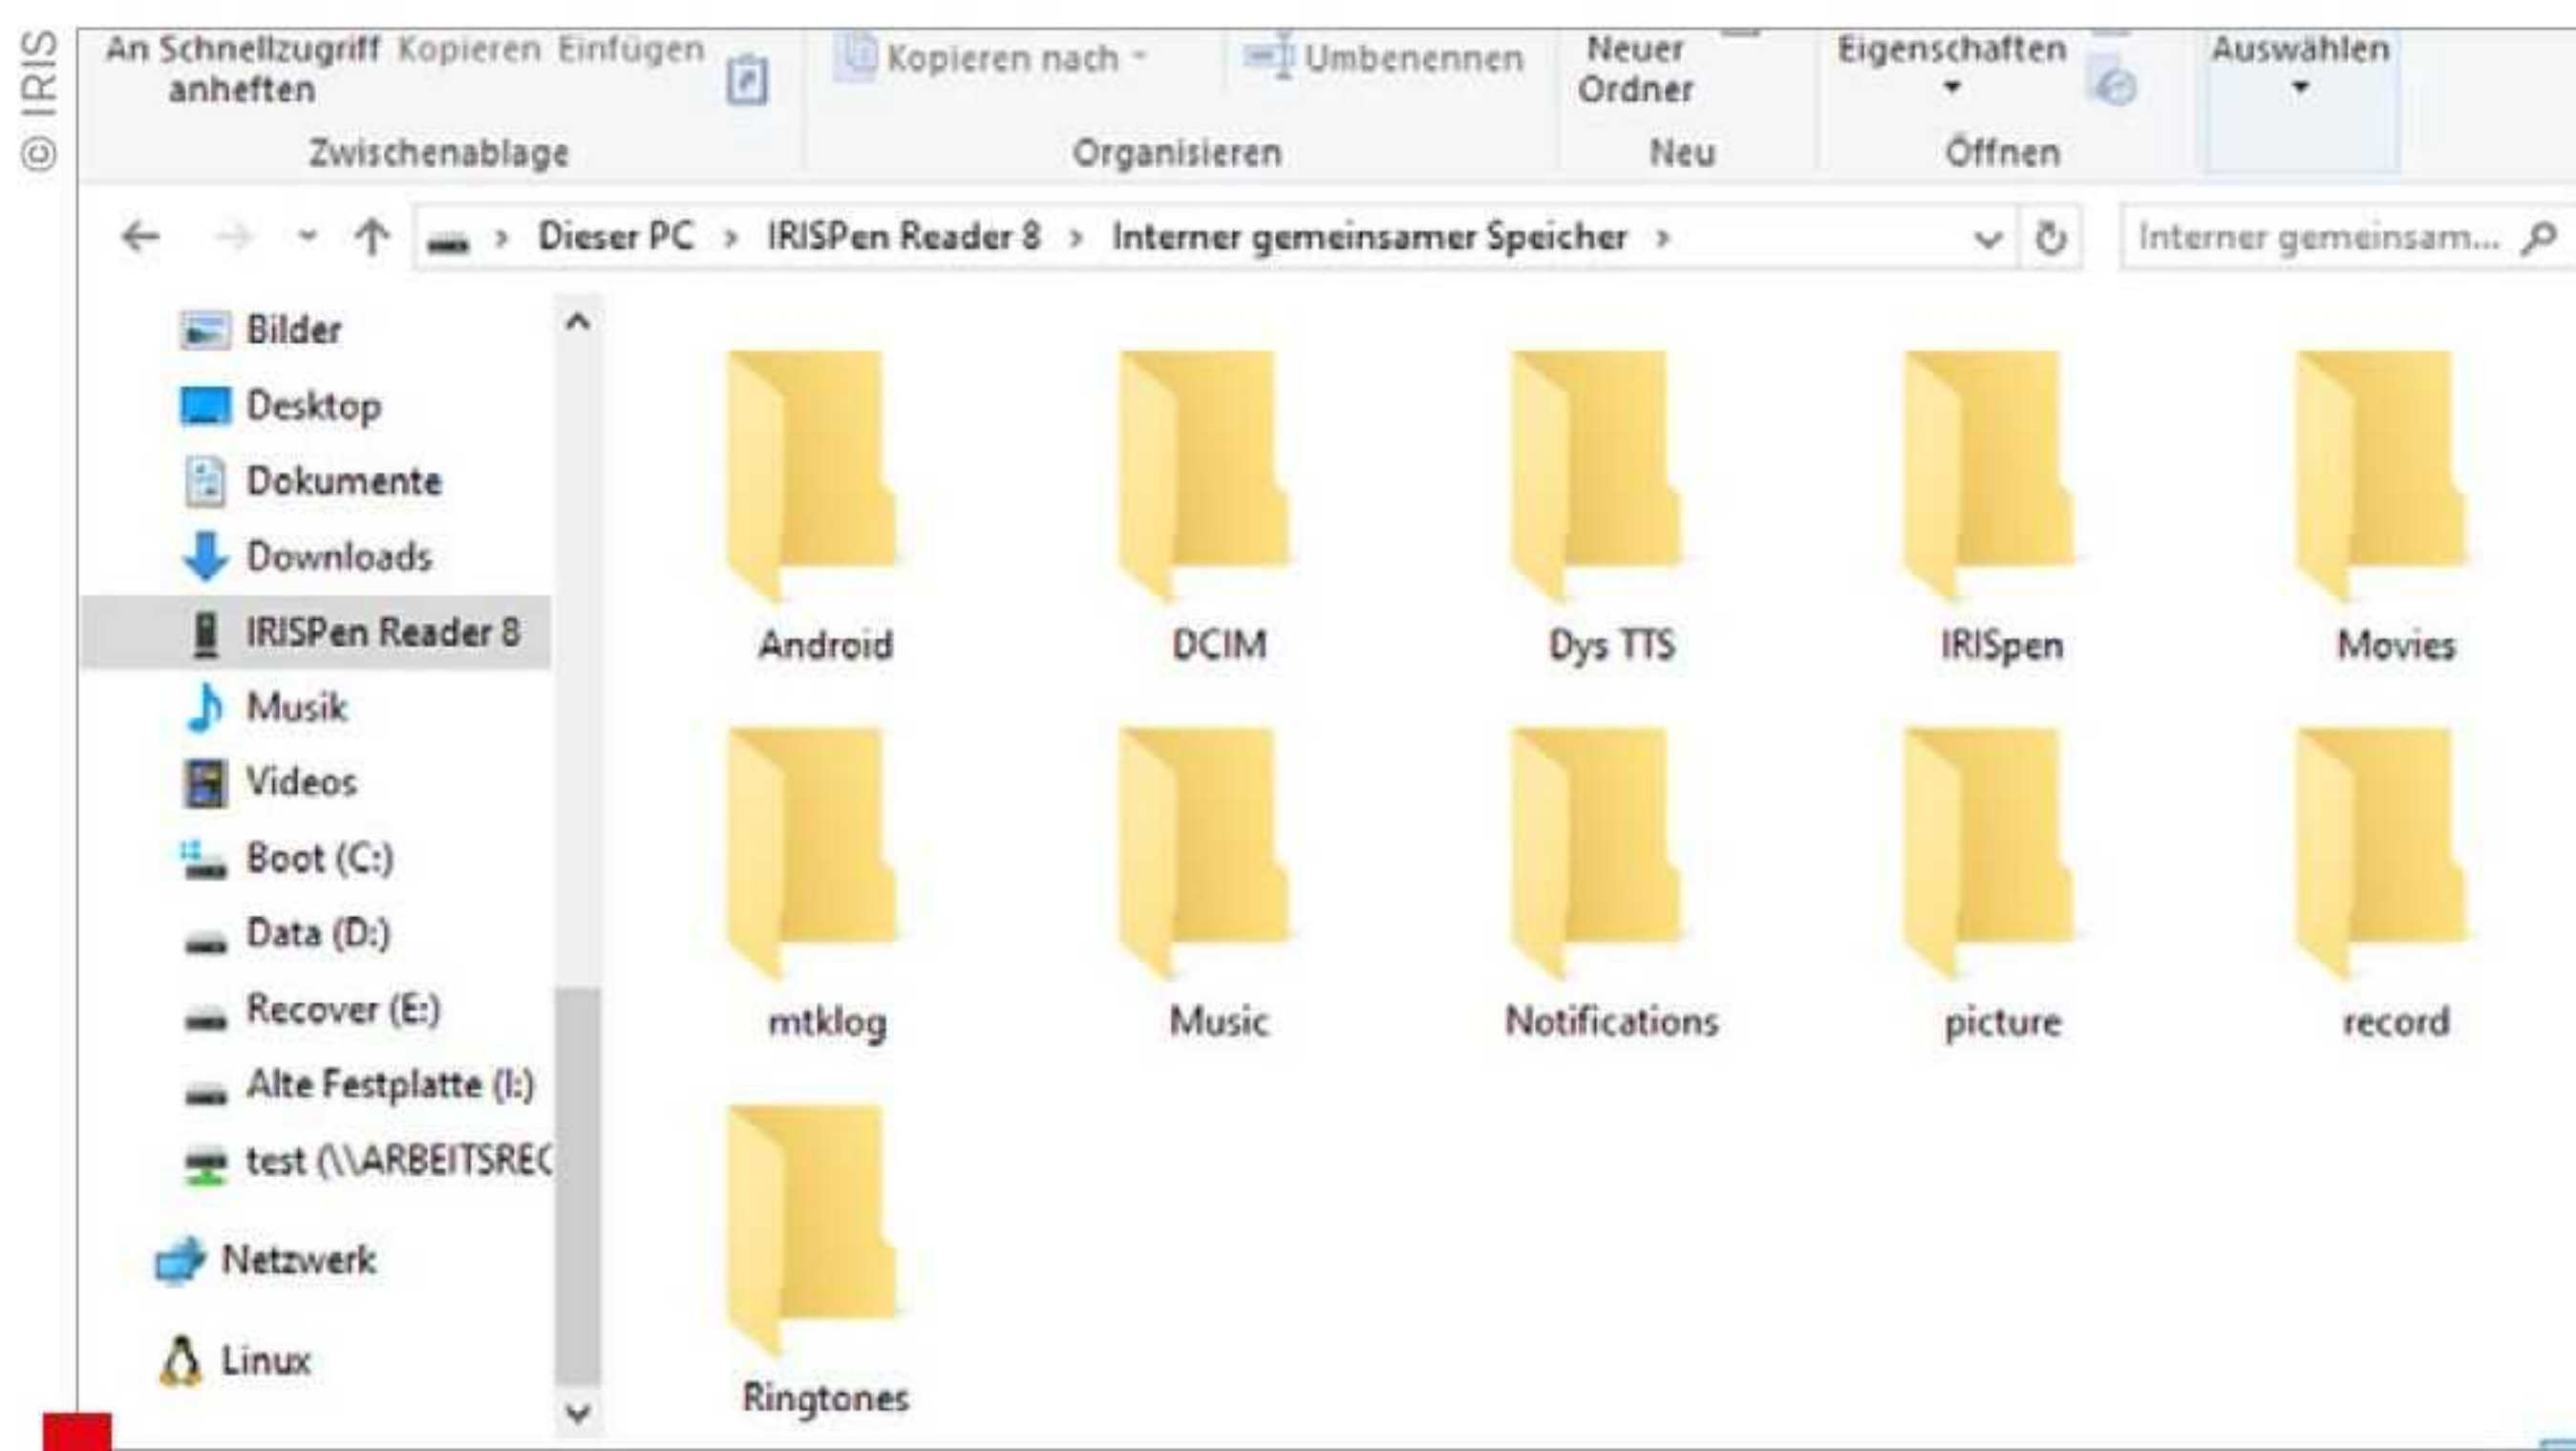 © IRIS
An Schnellzugriff anheften
Kopieren
Einfügen
Kopieren nach
Umbenennen
Neuer Ordner
Eigenschaften
Auswählen
Zwischenablage
Organisieren
Neu
Öffnen
Dieser PC › IRISPen Reader 8 › Interner gemeinsamer Speicher ›
Interner gemeinsam...
Bilder
Desktop
Dokumente
Downloads
IRISPen Reader 8
Musik
Videos
Boot (C:)
Data (D:)
Recover (E:)
Alte Festplatte (I:)
test (\\ARBEITSREC
Netzwerk
Linux
Android
DCIM
Dys TTS
IRISpen
Movies
mtklog
Music
Notifications
picture
record
Ringtones